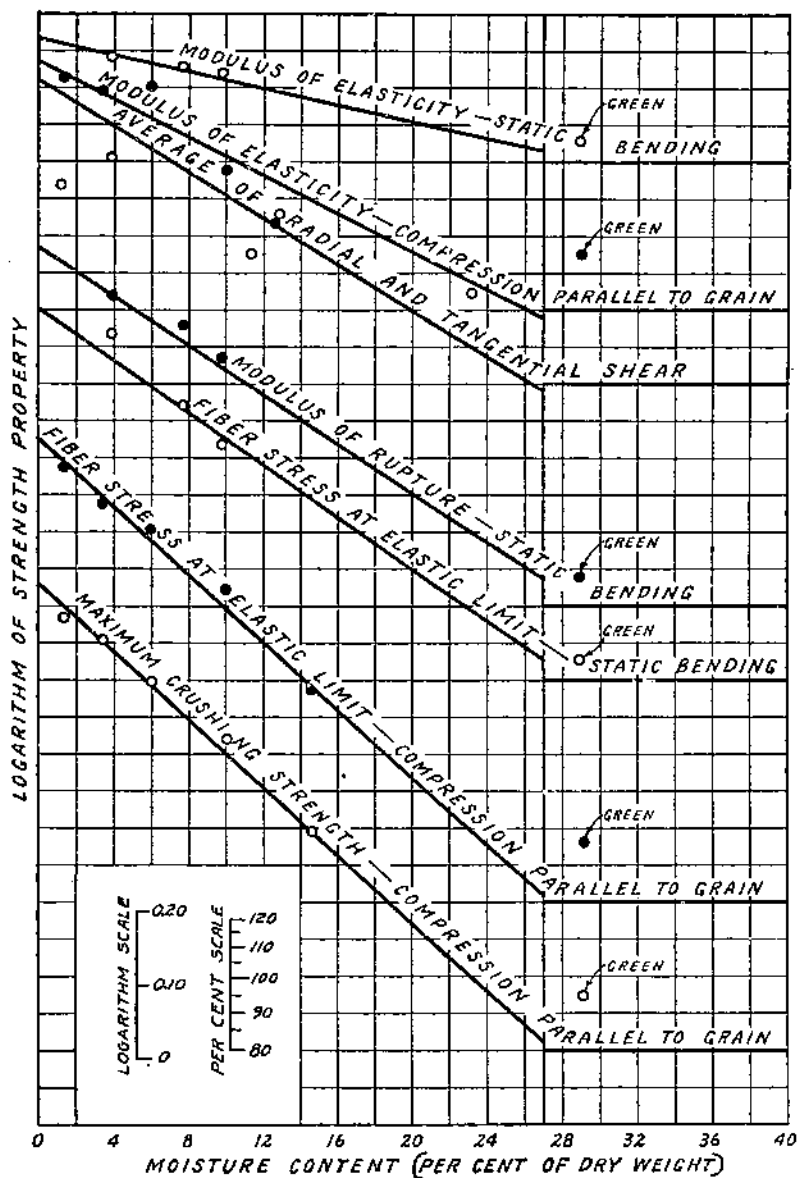 MODULUS OF ELASTICITY—STATIC BENDING
GREEN
MODULUS OF ELASTICITY—COMPRESSION PARALLEL TO GRAIN
GREEN
AVERAGE OF RADIAL AND TANGENTIAL SHEAR
MODULUS OF RUPTURE—STATIC BENDING
GREEN
FIBER STRESS AT ELASTIC LIMIT—STATIC BENDING
GREEN
FIBER STRESS AT ELASTIC LIMIT—COMPRESSION PARALLEL TO GRAIN
GREEN
MAXIMUM CRUSHING STRENGTH—COMPRESSION PARALLEL TO GRAIN
GREEN
LOGARITHM OF STRENGTH PROPERTY
LOGARITHM SCALE
0.20
0.10
0
PER CENT SCALE
120
110
100
90
80
0 4 8 12 16 20 24 28 32 36 40
MOISTURE CONTENT (PER CENT OF DRY WEIGHT)